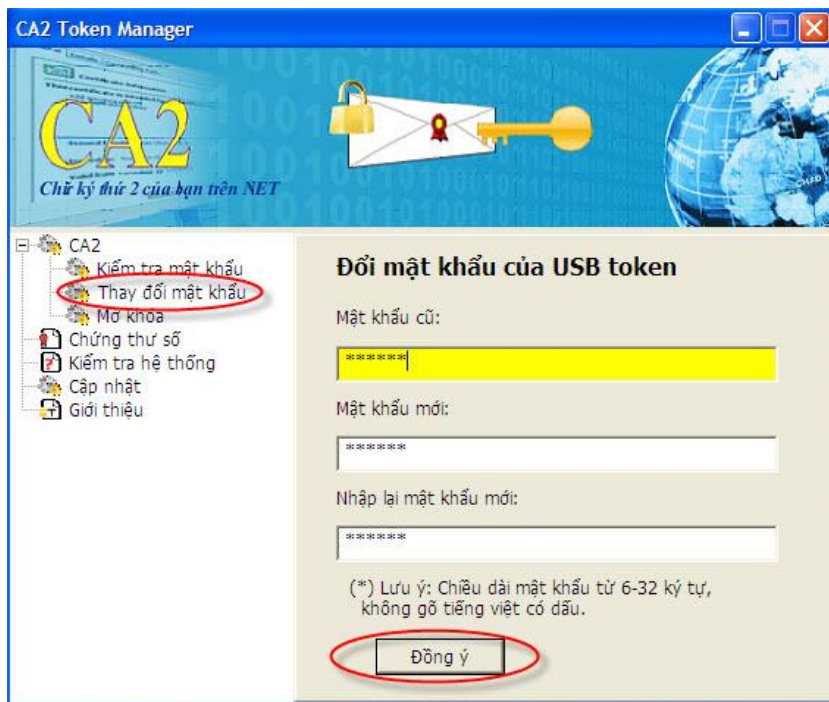 CA2 Token Manager
CA2
Chữ ký thứ 2 của bạn trên NET
CA2
Kiểm tra mật khẩu
Thay đổi mật khẩu
Mở khóa
Chứng thư số
Kiểm tra hệ thống
Cập nhật
Giới thiệu
Đổi mật khẩu của USB token
Mật khẩu cũ:
******
Mật khẩu mới:
******
Nhập lại mật khẩu mới:
******
(*) Lưu ý: Chiều dài mật khẩu từ 6-32 ký tự,
không gõ tiếng việt có dấu.
Đồng ý